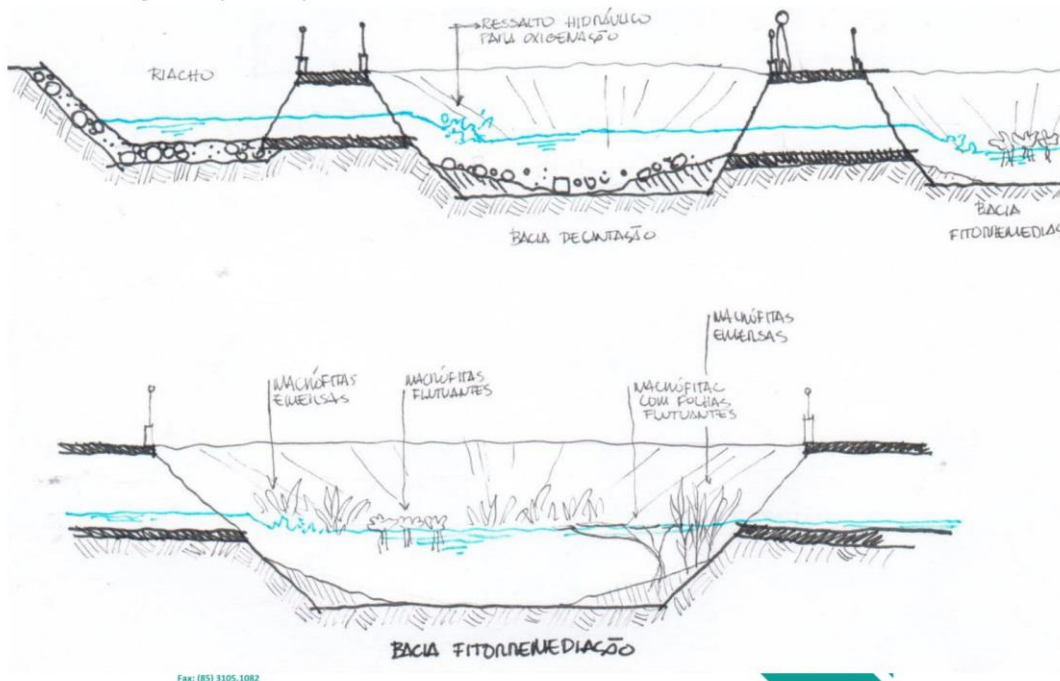 RESSALTO HIDRÁULICO
PARA OXIGENAÇÃO
RIACHO
BACIA DECANTAÇÃO
BACIA
FITORREMEDIAÇ
MACRÓFITAS
EMERSAS
MACRÓFITAS
EMERSAS
MACRÓFITAS
FLUTUANTES
MACRÓFITAS
COM FOLHAS
FLUTUANTES
BACIA FITORREMEDIAÇÃO
Fax: (85) 3105.1082